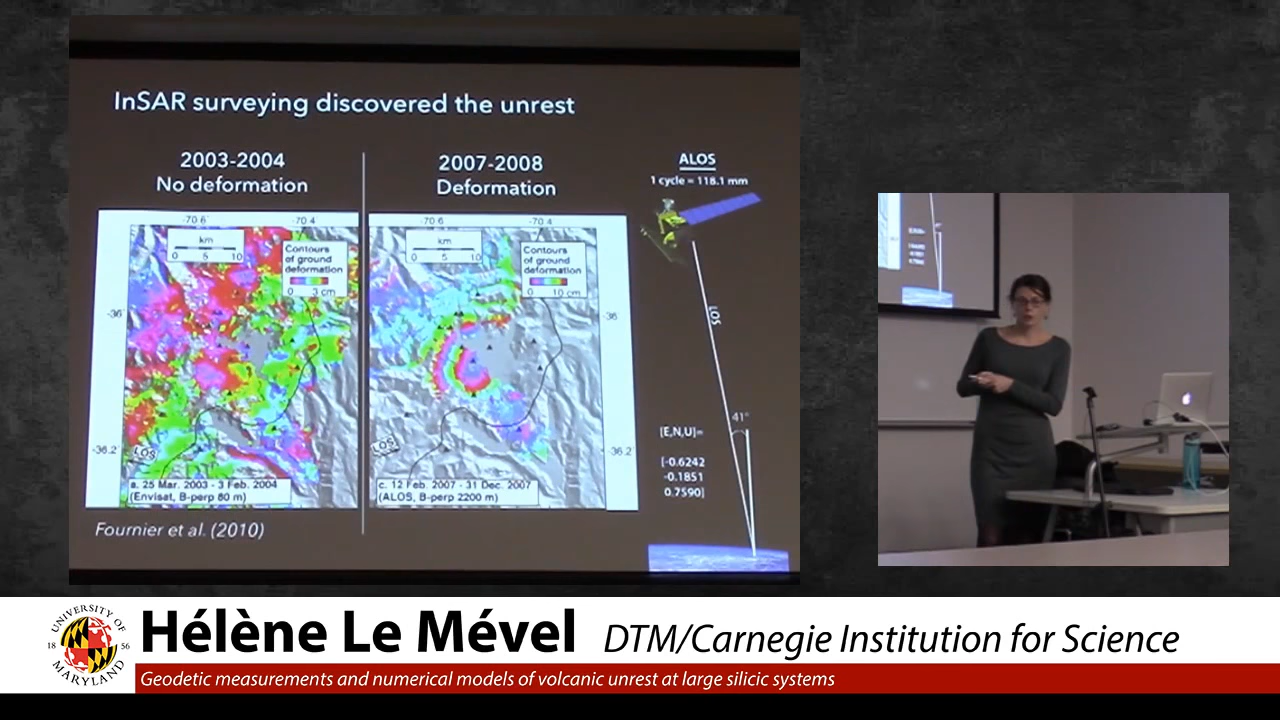 InSAR surveying discovered the unrest
2003-2004
No deformation
2007-2008
Deformation
ALOS
1 cycle = 118.1 mm
-70.6
-70.4
km
0 5 10
Contours
of ground
deformation
0 3 cm
-36
-36.2
LOS
a. 25 Mar. 2003 - 3 Feb. 2004
(Envisat, B-perp 80 m)
-70.6
-70.4
km
0 5 10
Contours
of ground
deformation
0 10 cm
-36
-36.2
LOS
c. 12 Feb. 2007 - 31 Dec. 2007
(ALOS, B-perp 2200 m)
LOS
41°
[E,N,U]=
[-0.6242
-0.1851
0.7590]
Fournier et al. (2010)
UNIVERSITY OF
18 56
MARYLAND
Hélène Le Mével DTM/Carnegie Institution for Science
Geodetic measurements and numerical models of volcanic unrest at large silicic systems